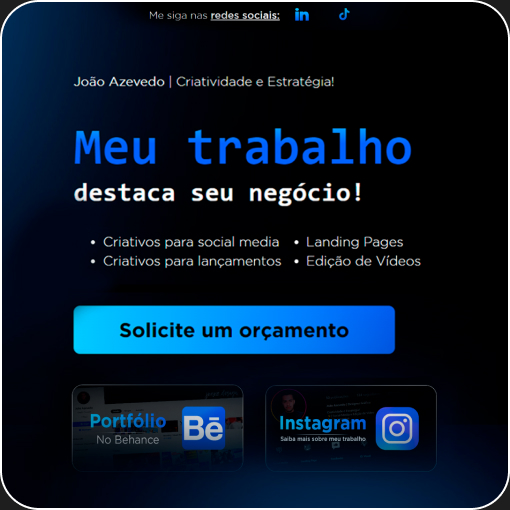 Me siga nas redes sociais:
João Azevedo | Criatividade e Estratégia!
Meu trabalho
destaca seu negócio!
• Criativos para social media • Landing Pages
• Criativos para lançamentos • Edição de Vídeos
Solicite um orçamento
Portfólio
No Behance
Bē
Instagram
Saiba mais sobre meu trabalho